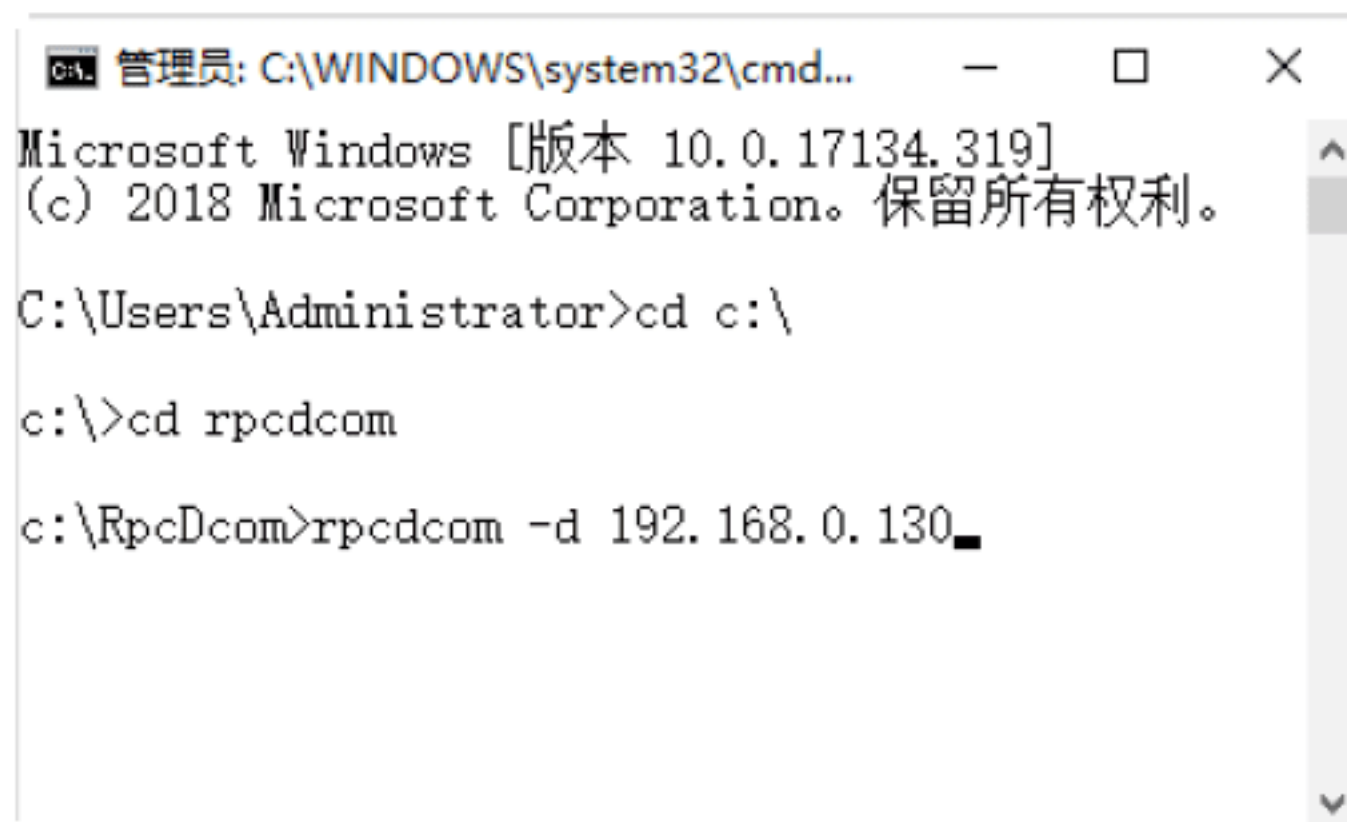 管理员: C:\WINDOWS\system32\cmd...
Microsoft Windows [版本 10.0.17134.319]
(c) 2018 Microsoft Corporation。保留所有权利。
C:\Users\Administrator>cd c:\
c:\>cd rpcdcom
c:\RpcDcom>rpcdcom -d 192.168.0.130